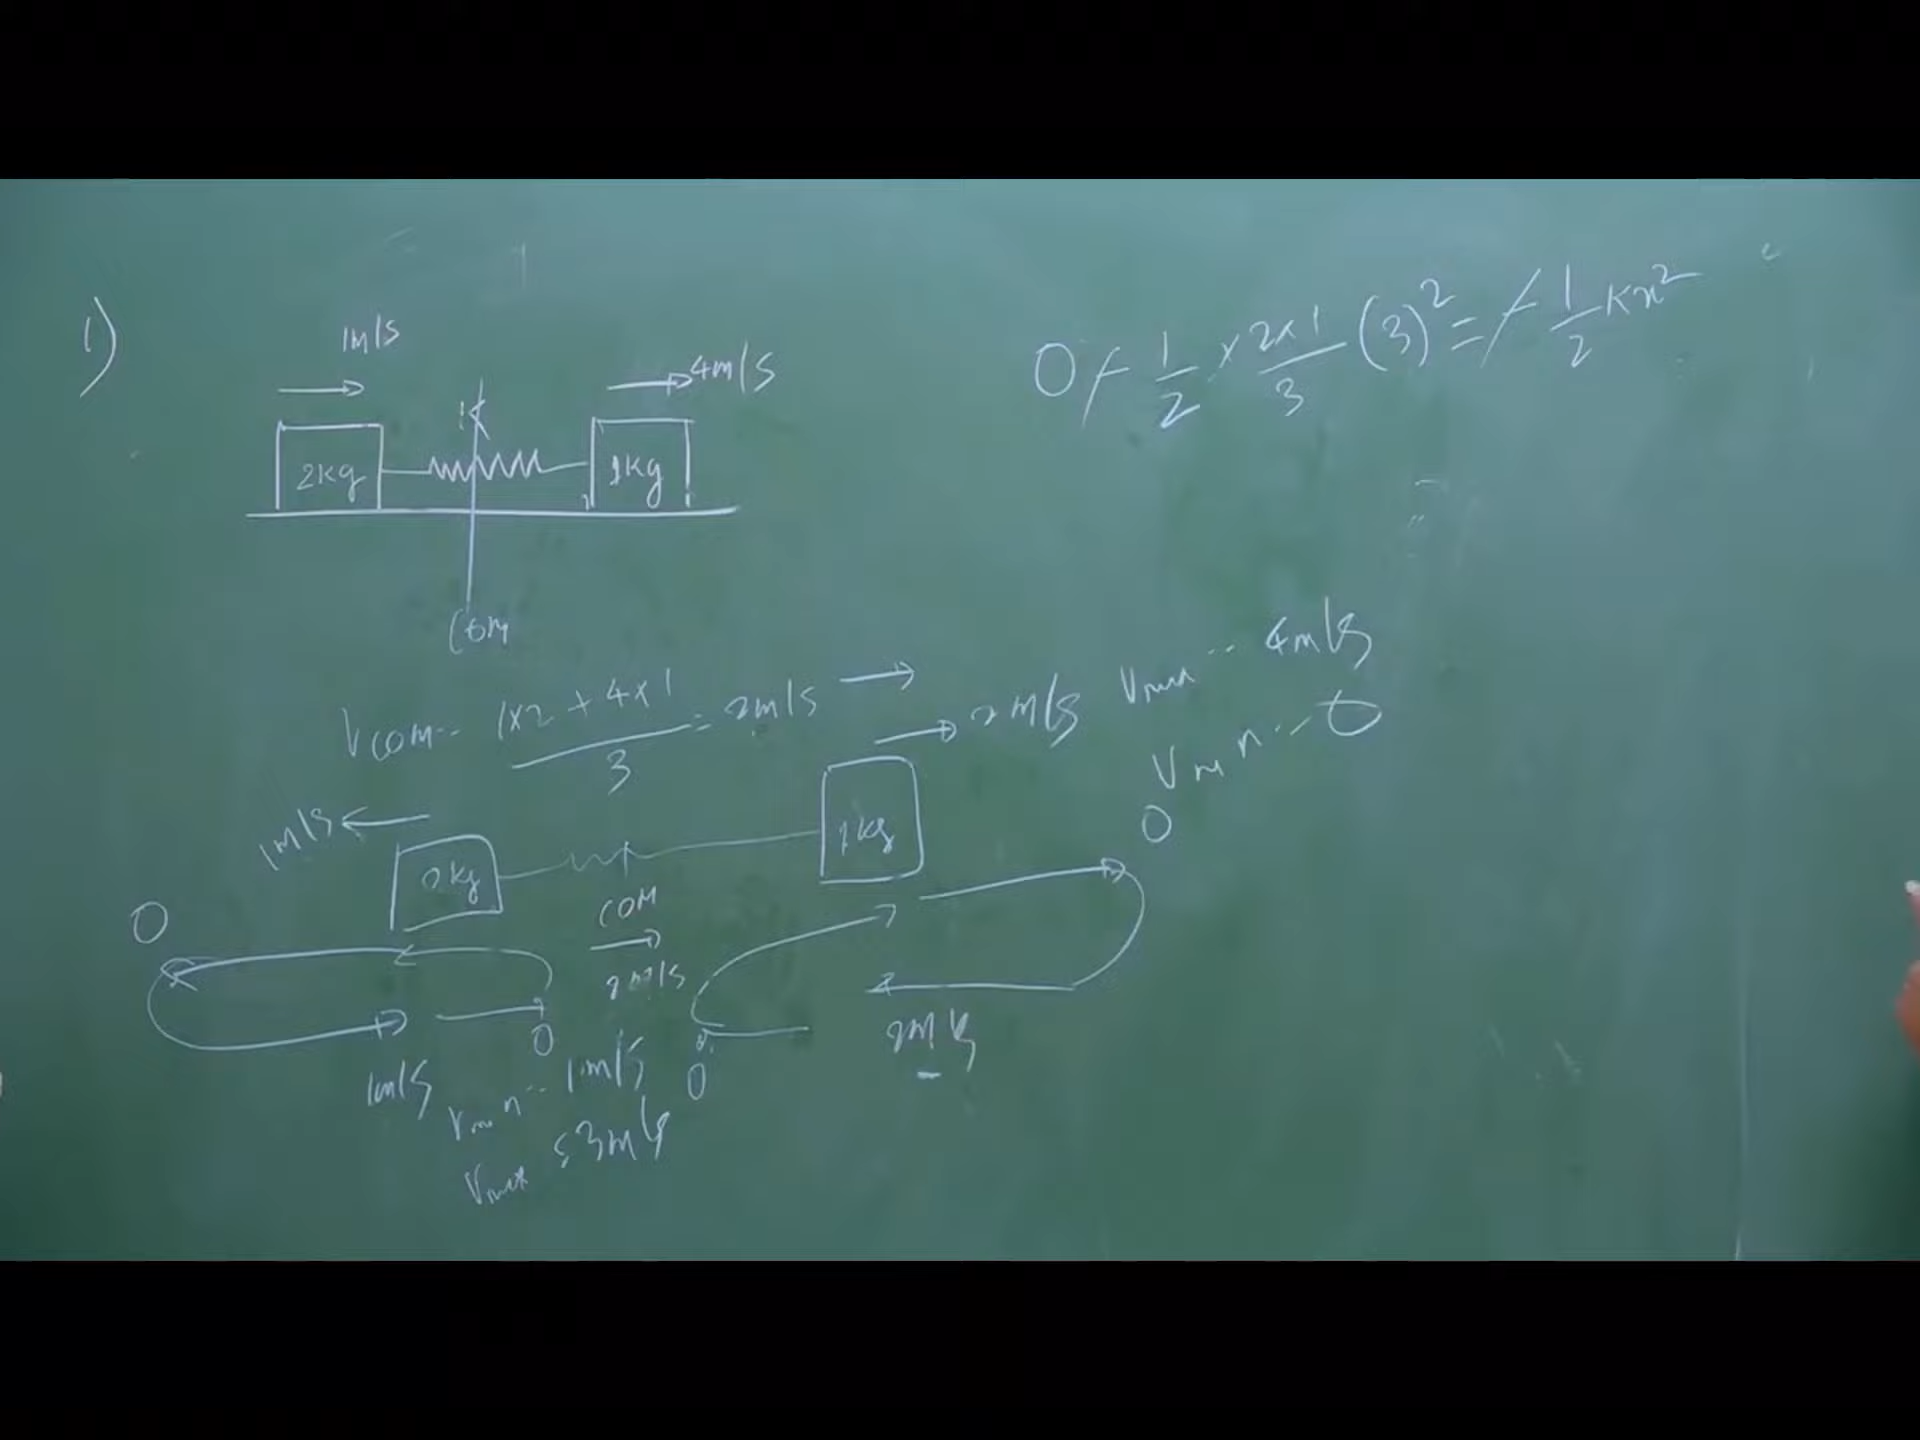 1)
1m/s
4m/s
K
2kg
1kg
COM
0 - 1/2 × 2×1/3 (3)² = - 1/2 kx²
Vcom = 1×2 + 4×1 / 3 = 2m/s
2m/s
Vmax = 4m/s
Vmin = 0
1m/s
2kg
1kg
0
0
COM
2m/s
0
1m/s
0
2m/s
Vmin = 1m/s
Vmax = 3m/s